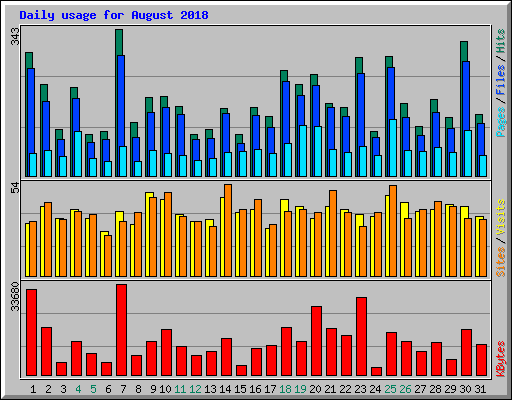 Daily usage for August 2018
343
Pages / Files / Hits
54
Sites / Visits
33680
KBytes
1 2 3 4 5 6 7 8 9 10 11 12 13 14 15 16 17 18 19 20 21 22 23 24 25 26 27 28 29 30 31